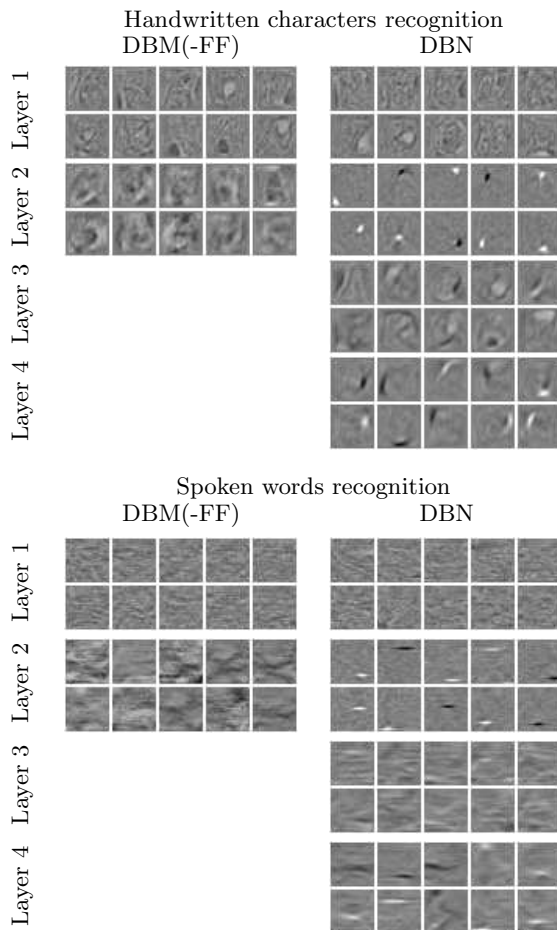 Handwritten characters recognition
DBM(-FF) DBN
Layer 1
Layer 2
Layer 3
Layer 4
Spoken words recognition
DBM(-FF) DBN
Layer 1
Layer 2
Layer 3
Layer 4